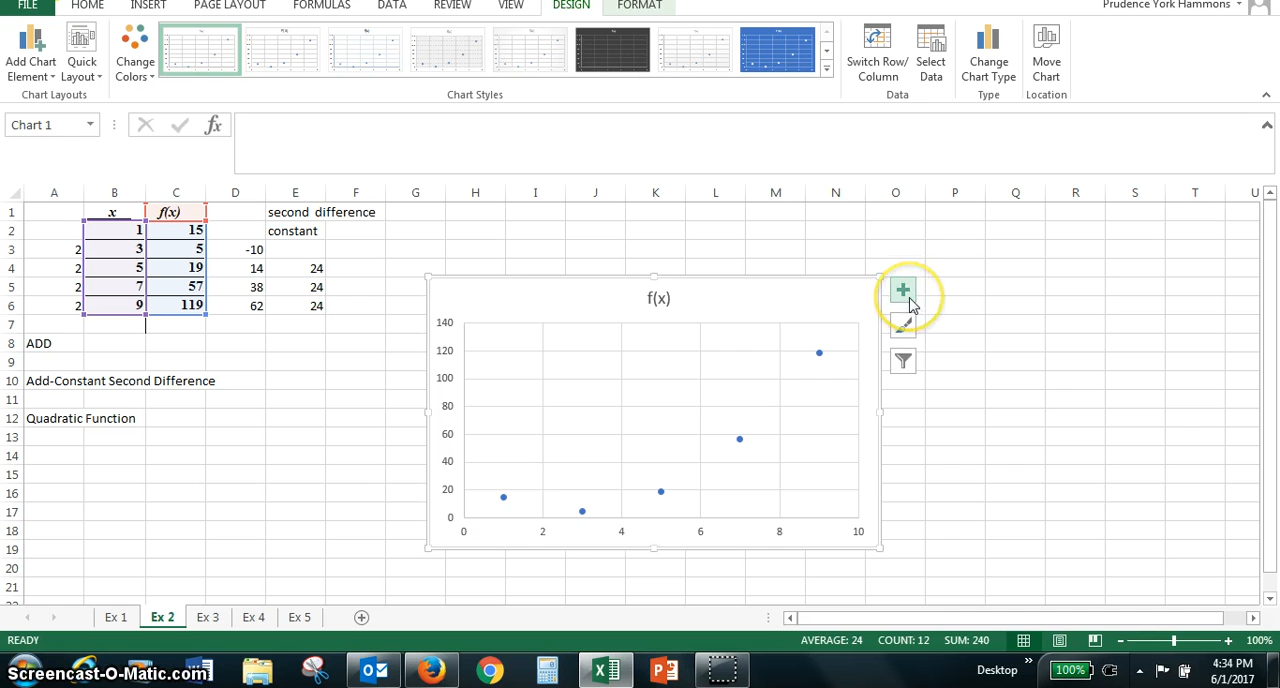 FILE HOME INSERT PAGE LAYOUT FORMULAS DATA REVIEW VIEW DESIGN FORMAT Prudence York Hammons
Add Chart Element Quick Layout Change Colors Switch Row/ Column Select Data Change Chart Type Move Chart
Chart Layouts Chart Styles Data Type Location
Chart 1 fx
A B C D E F G H I J K L M N O P Q R S T U
1 x f(x) second difference
2 1 15 constant
3 2 3 5 -10
4 2 5 19 14 24
5 2 7 57 38 24
6 2 9 119 62 24
7
8 ADD
9
10 Add-Constant Second Difference
11
12 Quadratic Function
13
14
15
16
17
18
19
20
21
f(x)
140
120
100
80
60
40
20
0
0 2 4 6 8 10
Ex 1 Ex 2 Ex 3 Ex 4 Ex 5
READY AVERAGE: 24 COUNT: 12 SUM: 240 100%
Screencast-O-Matic.com Desktop 100% 4:34 PM
6/1/2017